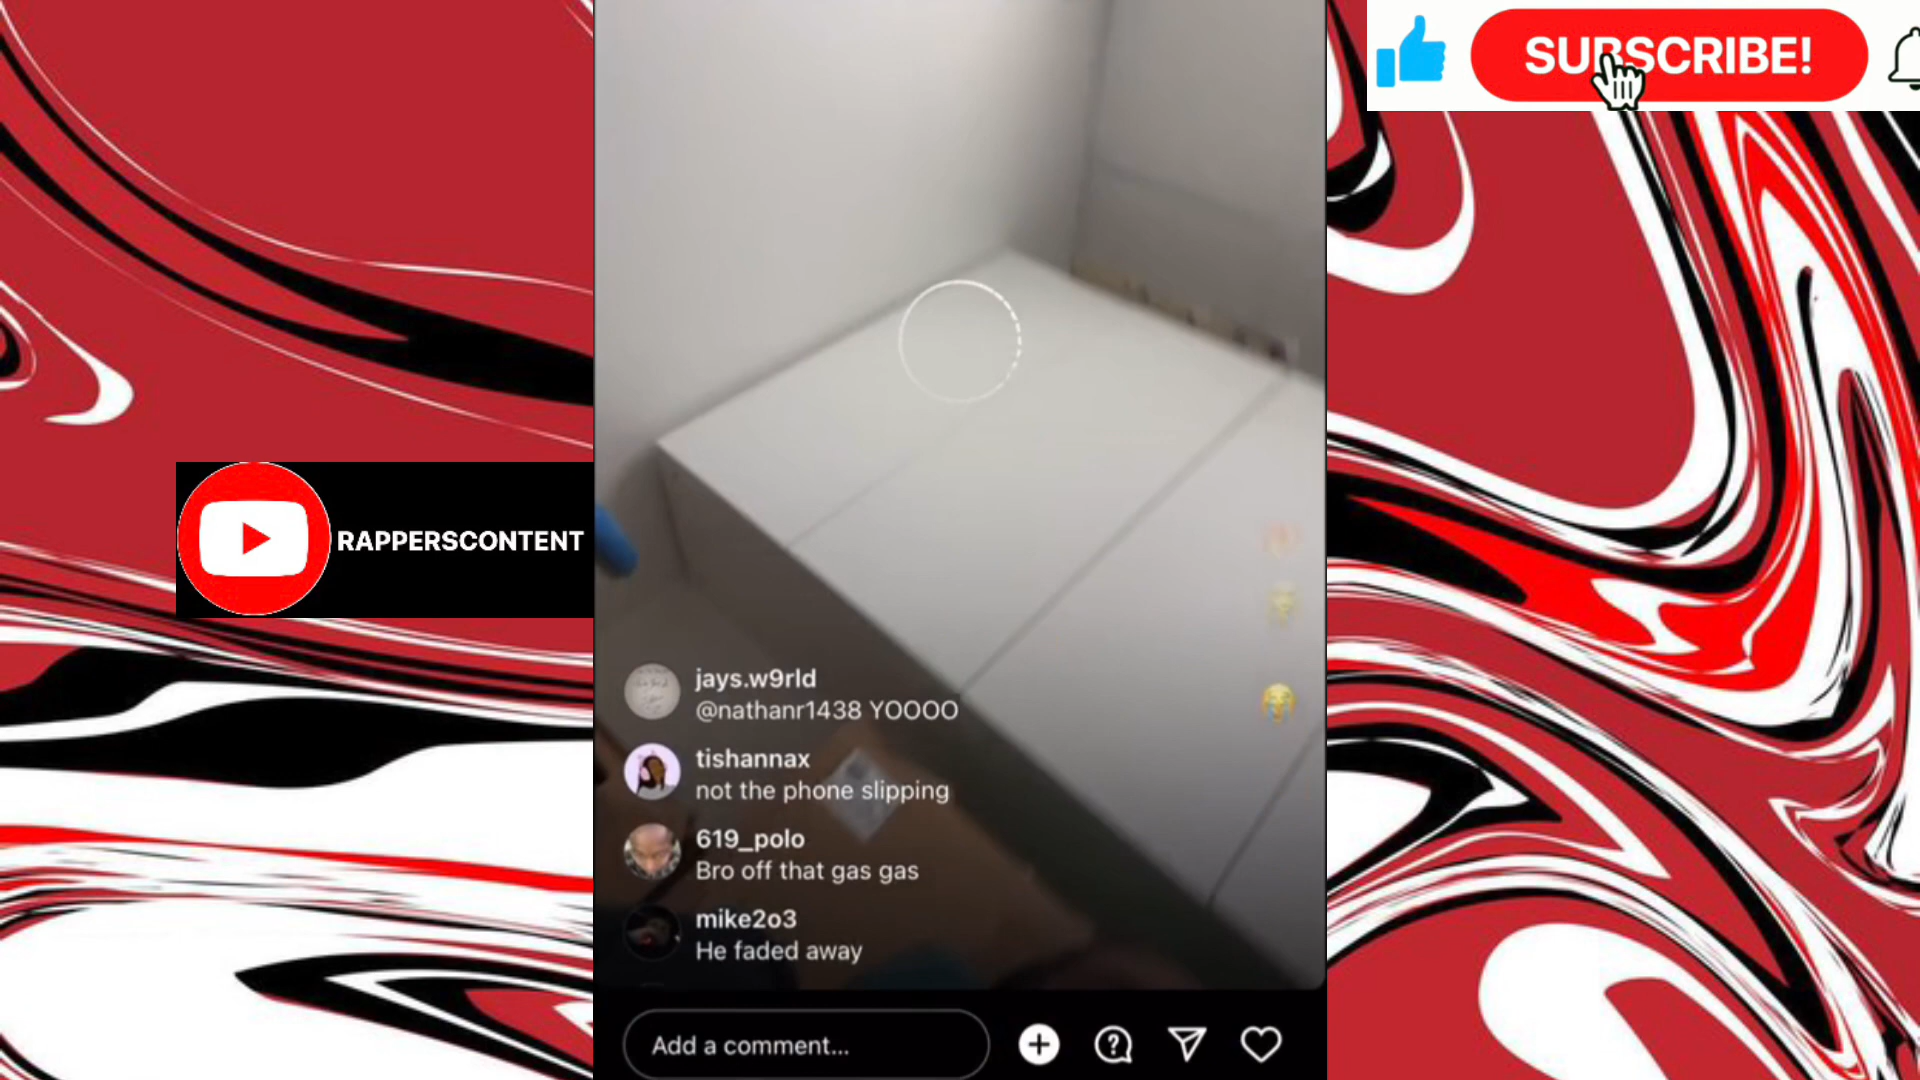 SUBSCRIBE!
RAPPERSCONTENT
jays.w9rld
@nathanr1438 YOOOO
tishannax
not the phone slipping
619_polo
Bro off that gas gas
mike2o3
He faded away
Add a comment...